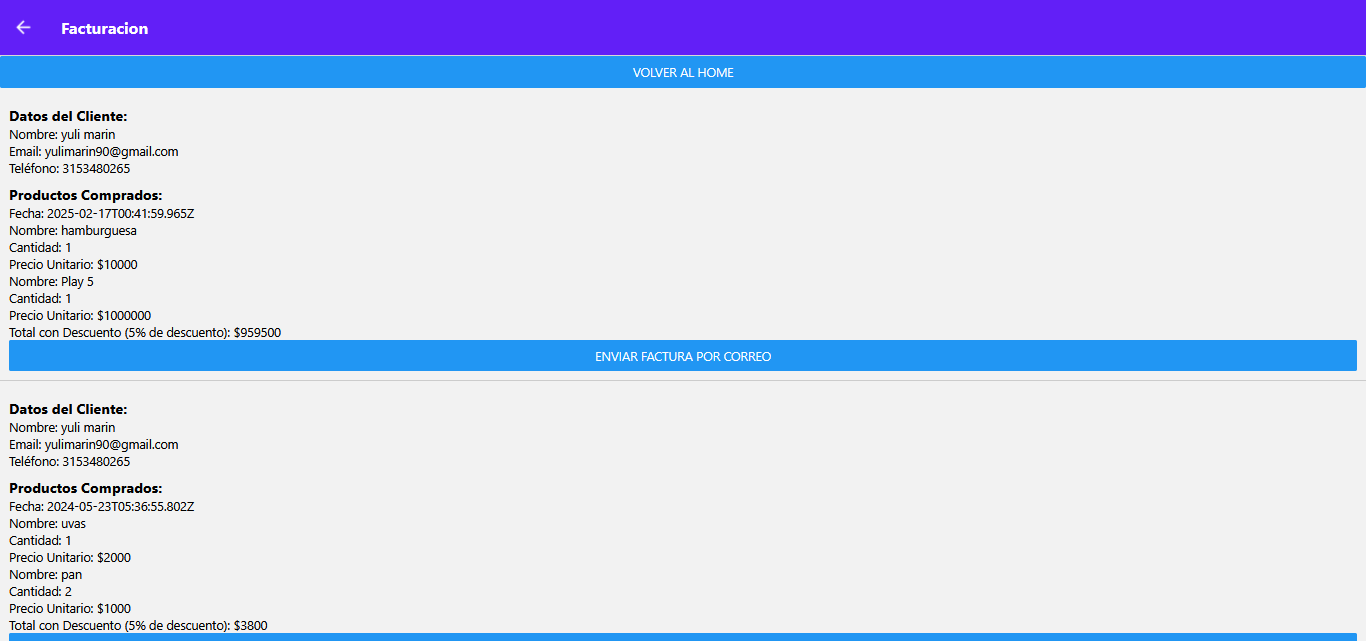 Facturacion
VOLVER AL HOME
Datos del Cliente:
Nombre: yuli marin
Email: yulimarin90@gmail.com
Teléfono: 3153480265
Productos Comprados:
Fecha: 2025-02-17T00:41:59.965Z
Nombre: hamburguesa
Cantidad: 1
Precio Unitario: $10000
Nombre: Play 5
Cantidad: 1
Precio Unitario: $1000000
Total con Descuento (5% de descuento): $959500
ENVIAR FACTURA POR CORREO
Datos del Cliente:
Nombre: yuli marin
Email: yulimarin90@gmail.com
Teléfono: 3153480265
Productos Comprados:
Fecha: 2024-05-23T05:36:55.802Z
Nombre: uvas
Cantidad: 1
Precio Unitario: $2000
Nombre: pan
Cantidad: 2
Precio Unitario: $1000
Total con Descuento (5% de descuento): $3800